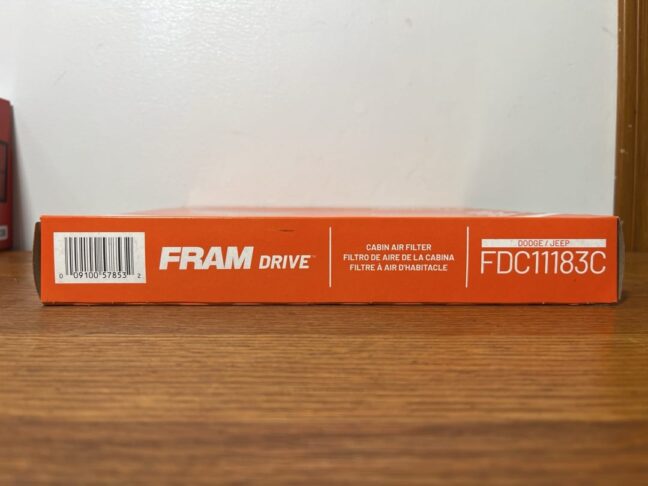 0 09100 57853 2
FRAM DRIVE™
CABIN AIR FILTER
FILTRO DE AIRE DE LA CABINA
FILTRE À AIR D'HABITACLE
DODGE / JEEP
FDC11183C